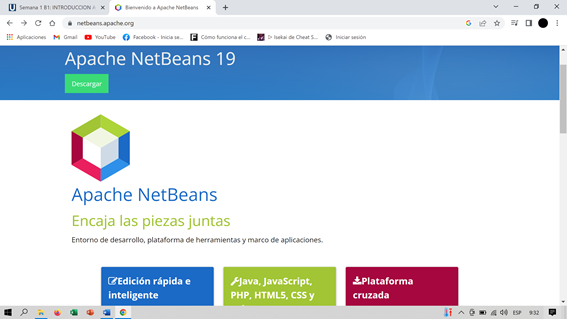 Semana 1 B1: INTRODUCCION A
Bienvenido a Apache NetBeans
netbeans.apache.org
Aplicaciones
Gmail
YouTube
Facebook - Inicia se...
Cómo funciona el c...
▷ Isekai de Cheat S...
Iniciar sesión
Apache NetBeans 19
Descargar
Apache NetBeans
Encaja las piezas juntas
Entorno de desarrollo, plataforma de herramientas y marco de aplicaciones.
Edición rápida e
inteligente
Java, JavaScript,
PHP, HTML5, CSS y
Plataforma
cruzada
ESP
9:32